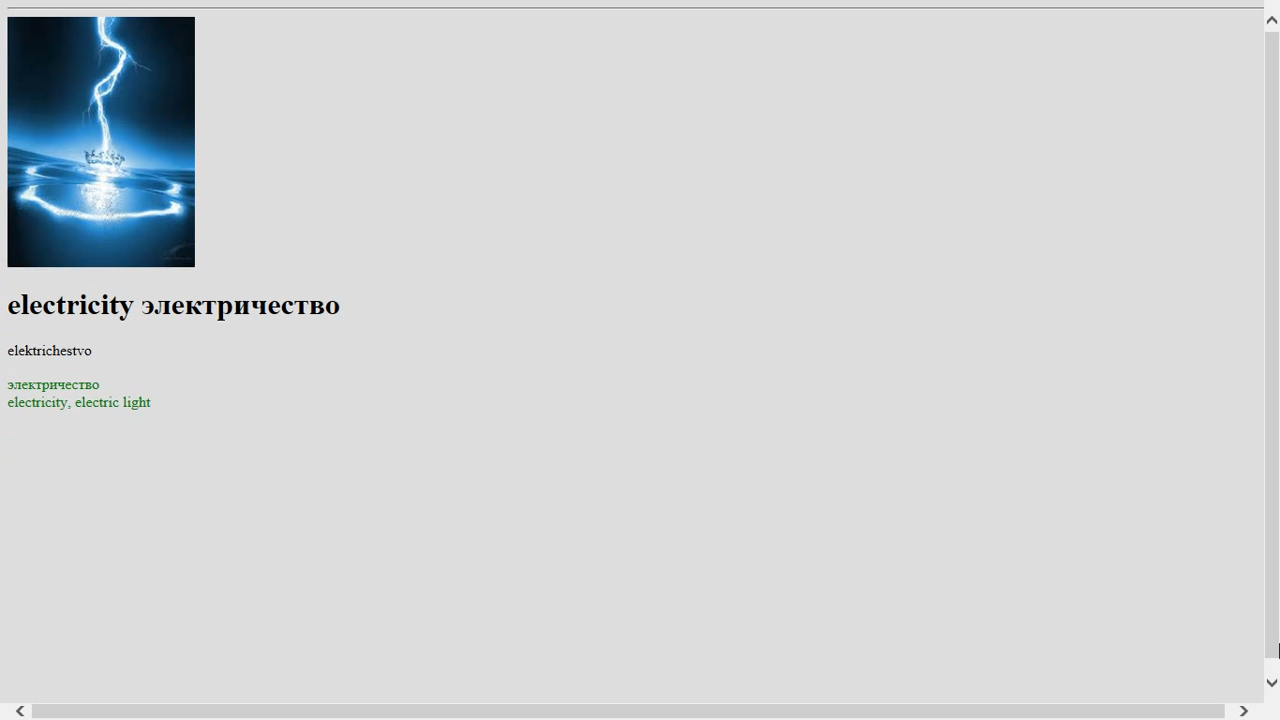 electricity электричество
elektrichestvo
электричество
electricity, electric light